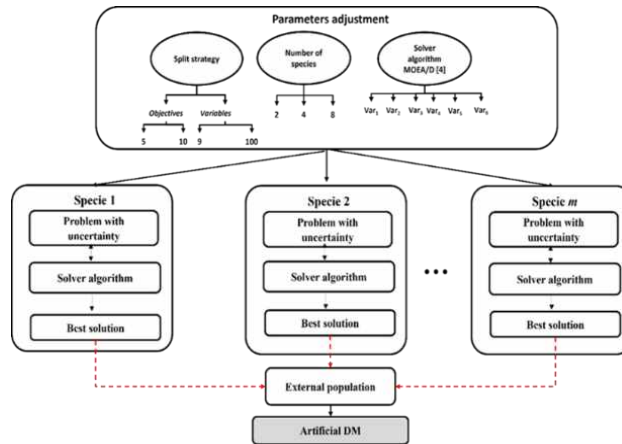 Parameters adjustment
Split strategy
Number of
species
Solver
algorithm
MOEA/D [4]
Objectives
Variables
5 10 9 100
2 4 8
Var1 Var2 Var3 Var4 Var5 Var6
Specie 1
Problem with
uncertainty
Solver algorithm
Best solution
Specie 2
Problem with
uncertainty
Solver algorithm
Best solution
•••
Specie m
Problem with
uncertainty
Solver algorithm
Best solution
External population
Artificial DM